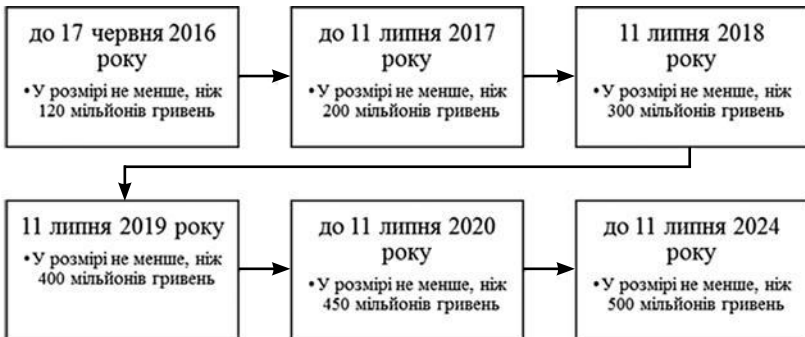 до 17 червня 2016
року
•У розмірі не менше, ніж
120 мільйонів гривень
до 11 липня 2017
року
•У розмірі не менше, ніж
200 мільйонів гривень
11 липня 2018
року
•У розмірі не менше, ніж
300 мільйонів гривень
11 липня 2019 року
•У розмірі не менше, ніж
400 мільйонів гривень
до 11 липня 2020
року
•У розмірі не менше, ніж
450 мільйонів гривень
до 11 липня 2024
року
•У розмірі не менше, ніж
500 мільйонів гривень